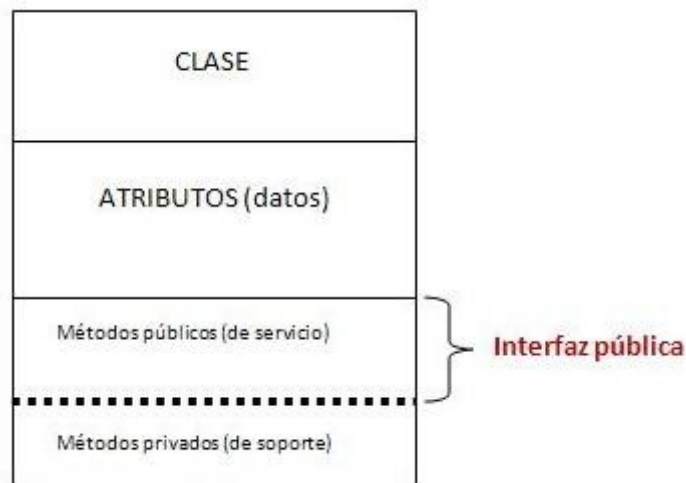 CLASE
ATRIBUTOS (datos)
Métodos públicos (de servicio)
Interfaz pública
Métodos privados (de soporte)